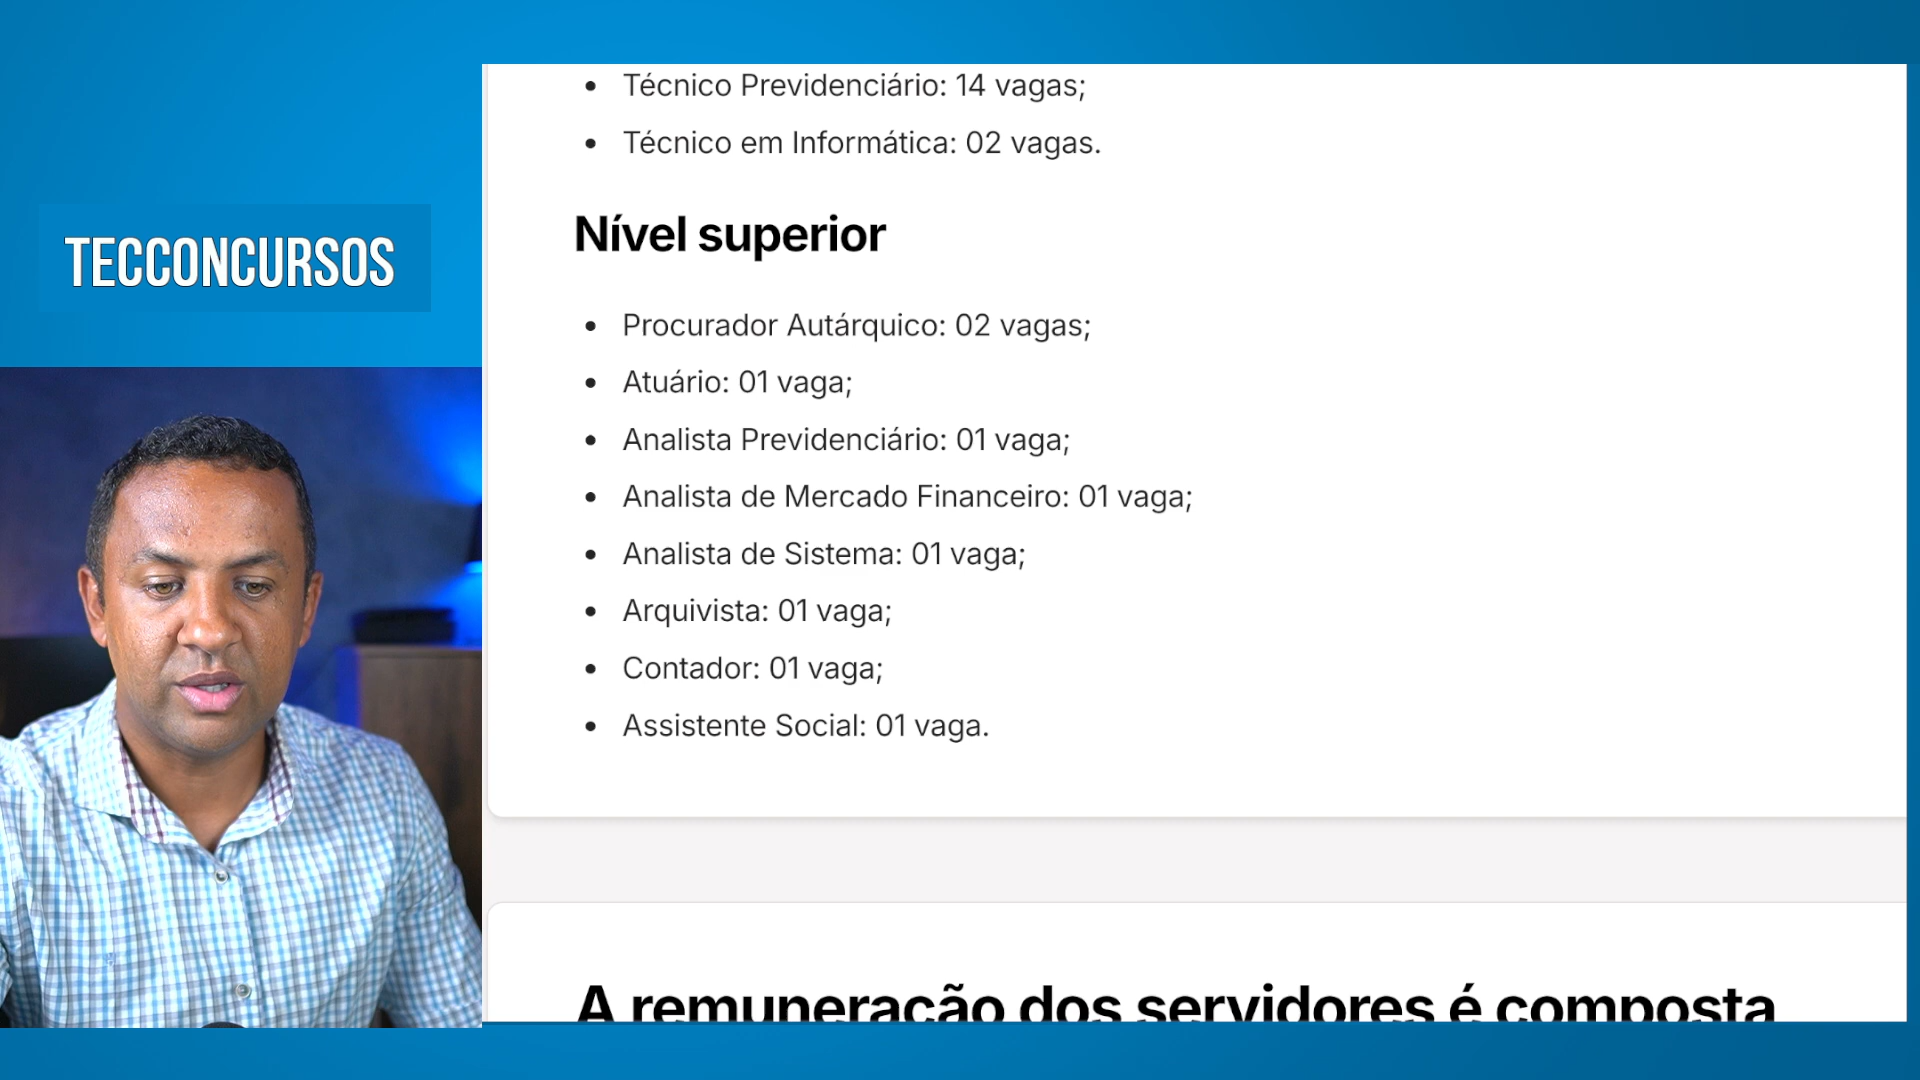 Técnico Previdenciário: 14 vagas;
Técnico em Informática: 02 vagas.
TECCONCURSOS
Nível superior
Procurador Autárquico: 02 vagas;
Atuário: 01 vaga;
Analista Previdenciário: 01 vaga;
Analista de Mercado Financeiro: 01 vaga;
Analista de Sistema: 01 vaga;
Arquivista: 01 vaga;
Contador: 01 vaga;
Assistente Social: 01 vaga.
A remuneração dos servidores é composta